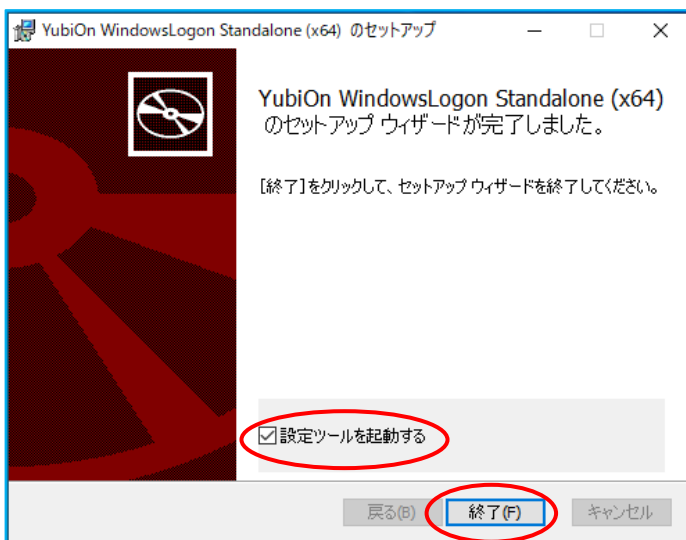 YubiOn WindowsLogon Standalone (x64) のセットアップ
YubiOn WindowsLogon Standalone (x64)
のセットアップ ウィザードが完了しました。
[終了]をクリックして、セットアップ ウィザードを終了してください。
設定ツールを起動する
戻る(B) 終了(F) キャンセル